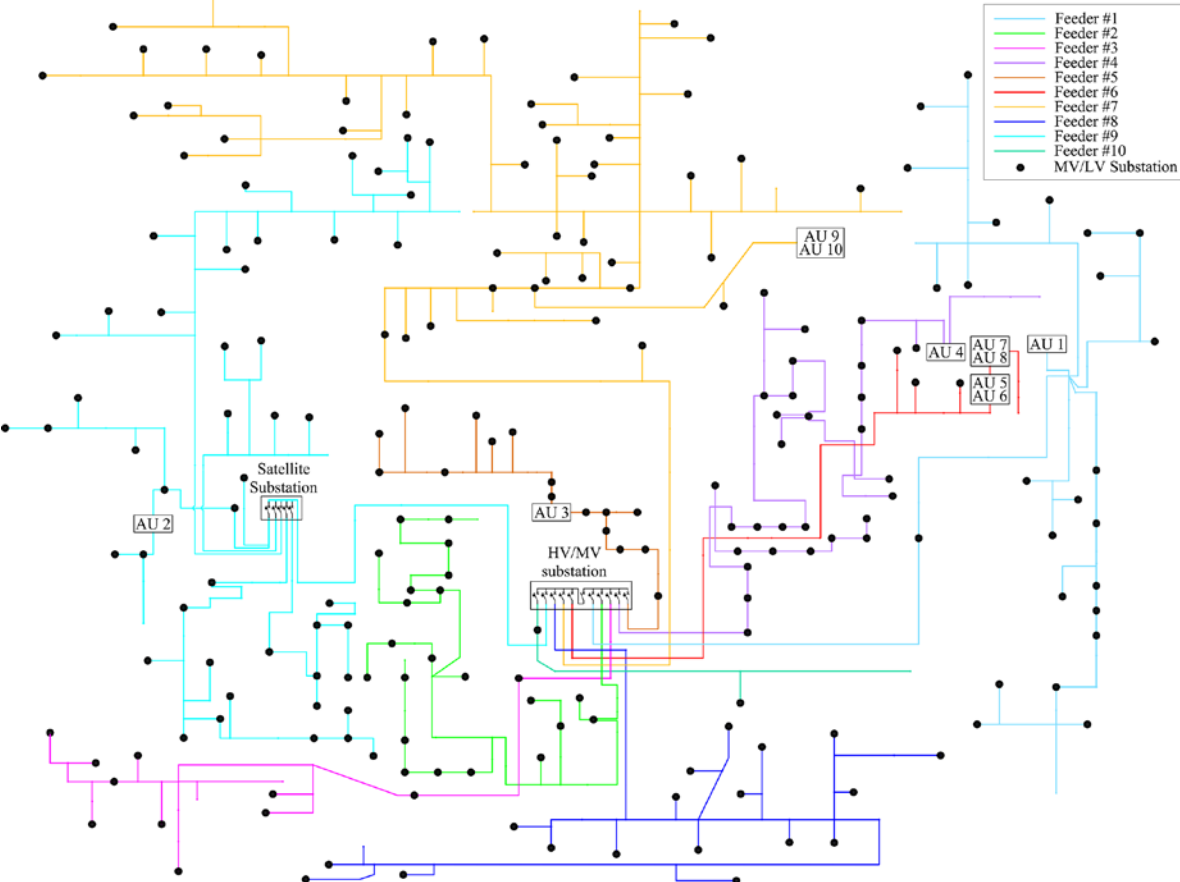 Feeder #1
Feeder #2
Feeder #3
Feeder #4
Feeder #5
Feeder #6
Feeder #7
Feeder #8
Feeder #9
Feeder #10
MV/LV Substation
AU 9
AU 10
AU 4
AU 7
AU 8
AU 1
AU 5
AU 6
Satellite
Substation
AU 2
AU 3
HV/MV
substation